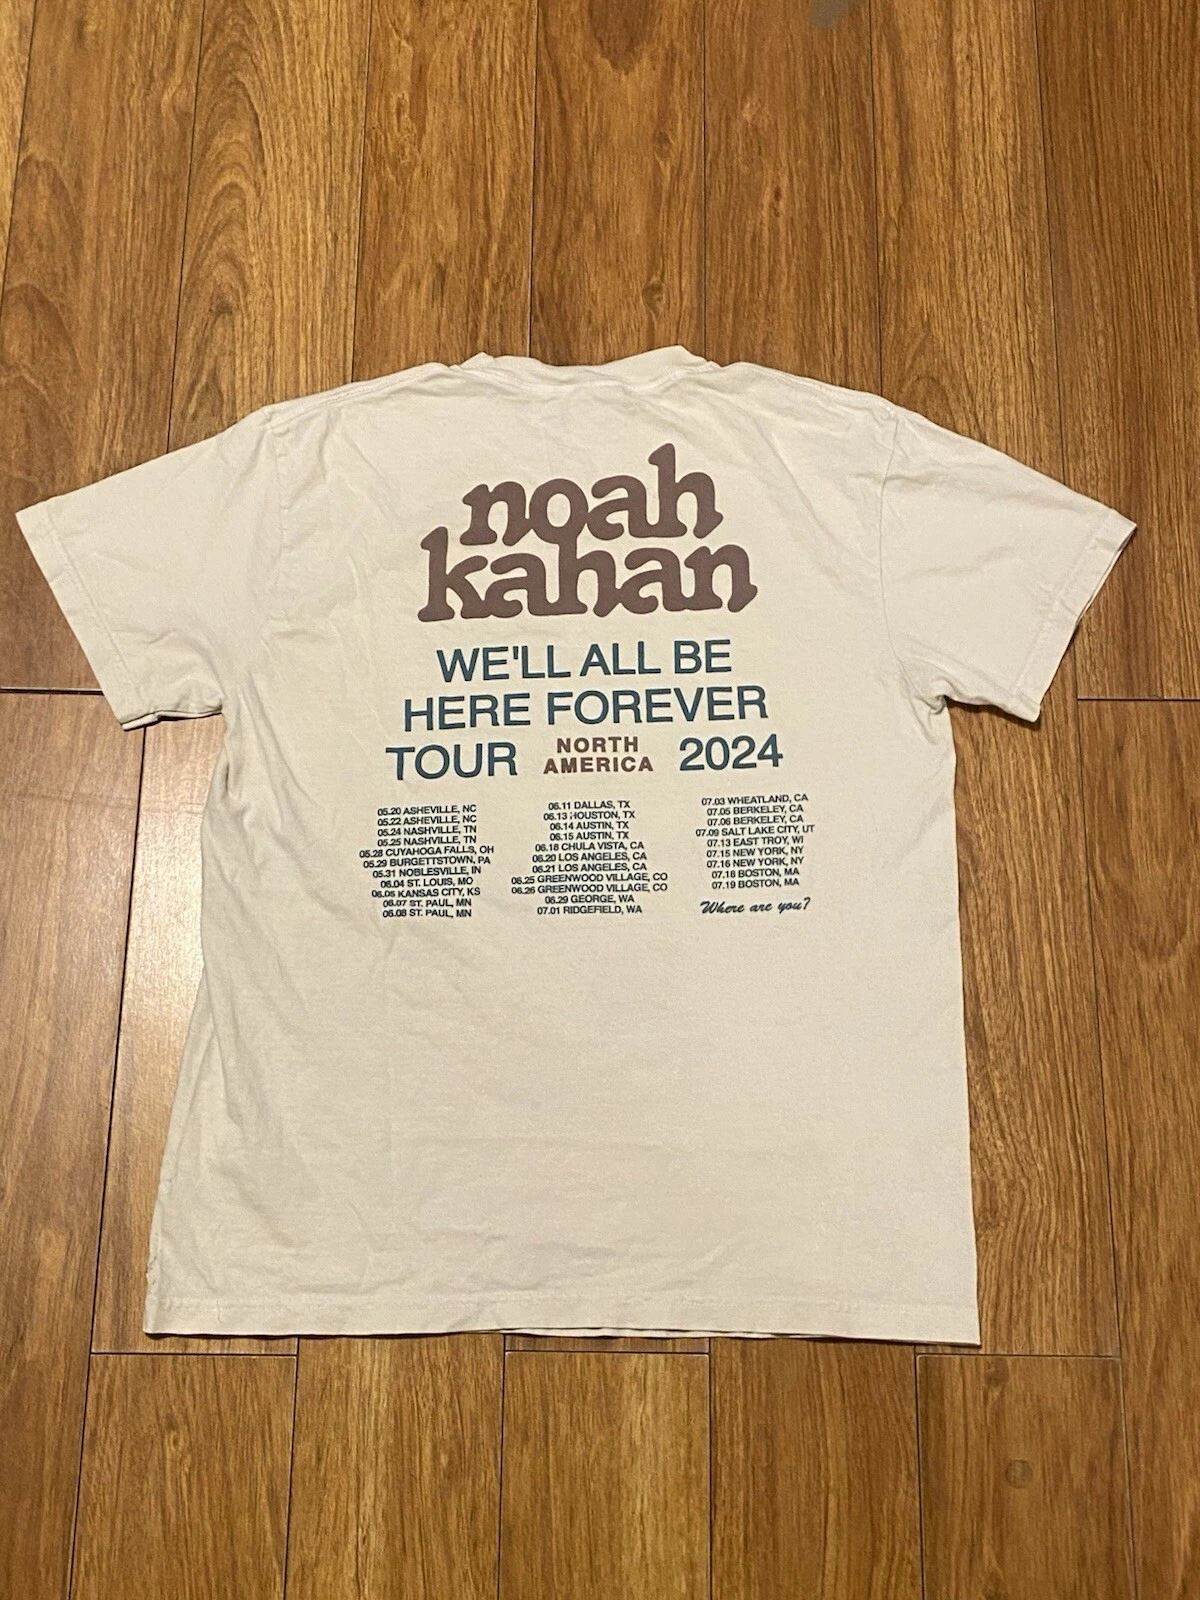 noah
kahan
WE'LL ALL BE
HERE FOREVER
TOUR NORTH AMERICA 2024
05.20 ASHEVILLE, NC
05.22 ASHEVILLE, NC
05.24 NASHVILLE, TN
05.25 NASHVILLE, TN
05.28 CUYAHOGA FALLS, OH
05.29 BURGETTSTOWN, PA
05.31 NOBLESVILLE, IN
06.04 ST. LOUIS, MO
06.05 KANSAS CITY, KS
06.07 ST. PAUL, MN
06.08 ST. PAUL, MN
06.11 DALLAS, TX
06.13 HOUSTON, TX
06.14 AUSTIN, TX
06.15 AUSTIN, TX
06.18 CHULA VISTA, CA
06.20 LOS ANGELES, CA
06.21 LOS ANGELES, CA
06.25 GREENWOOD VILLAGE, CO
06.26 GREENWOOD VILLAGE, CO
06.29 GEORGE, WA
07.01 RIDGEFIELD, WA
07.03 WHEATLAND, CA
07.05 BERKELEY, CA
07.06 BERKELEY, CA
07.09 SALT LAKE CITY, UT
07.13 EAST TROY, WI
07.15 NEW YORK, NY
07.16 NEW YORK, NY
07.18 BOSTON, MA
07.19 BOSTON, MA
Where are you?